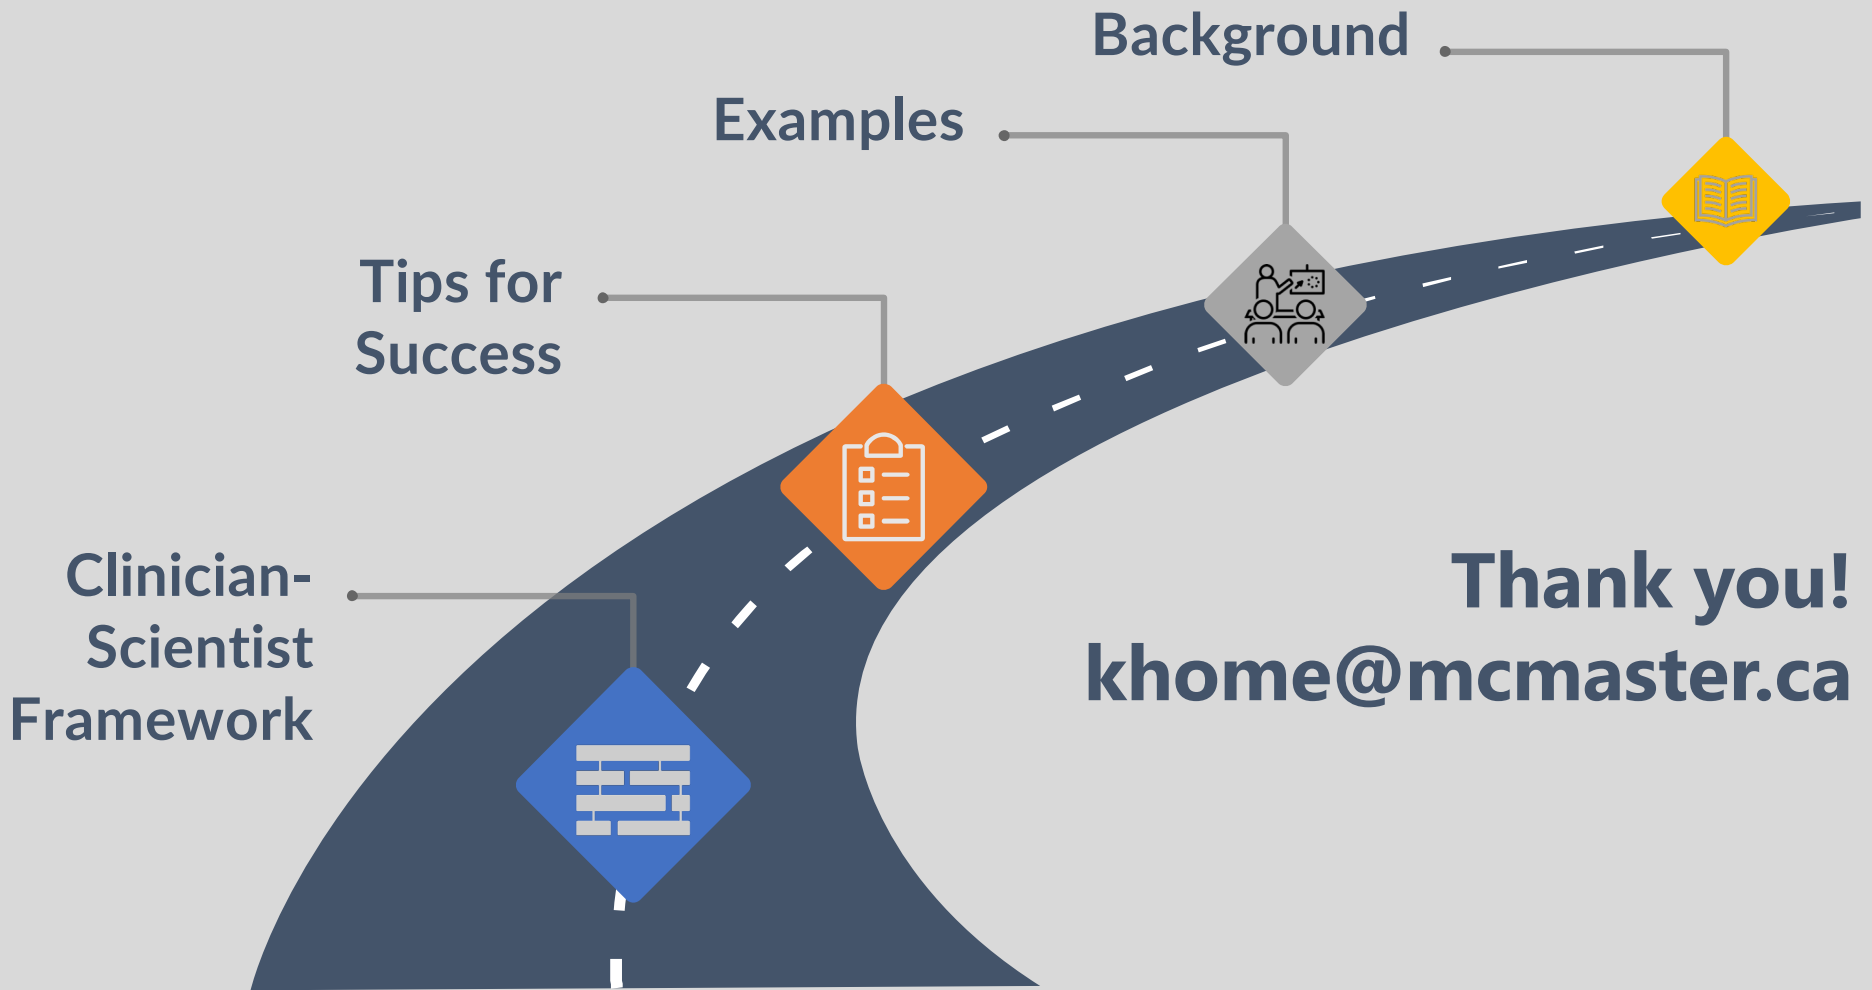 Background
Examples
Tips for
Success
Clinician-
Scientist
Framework
Thank you!
khome@mcmaster.ca